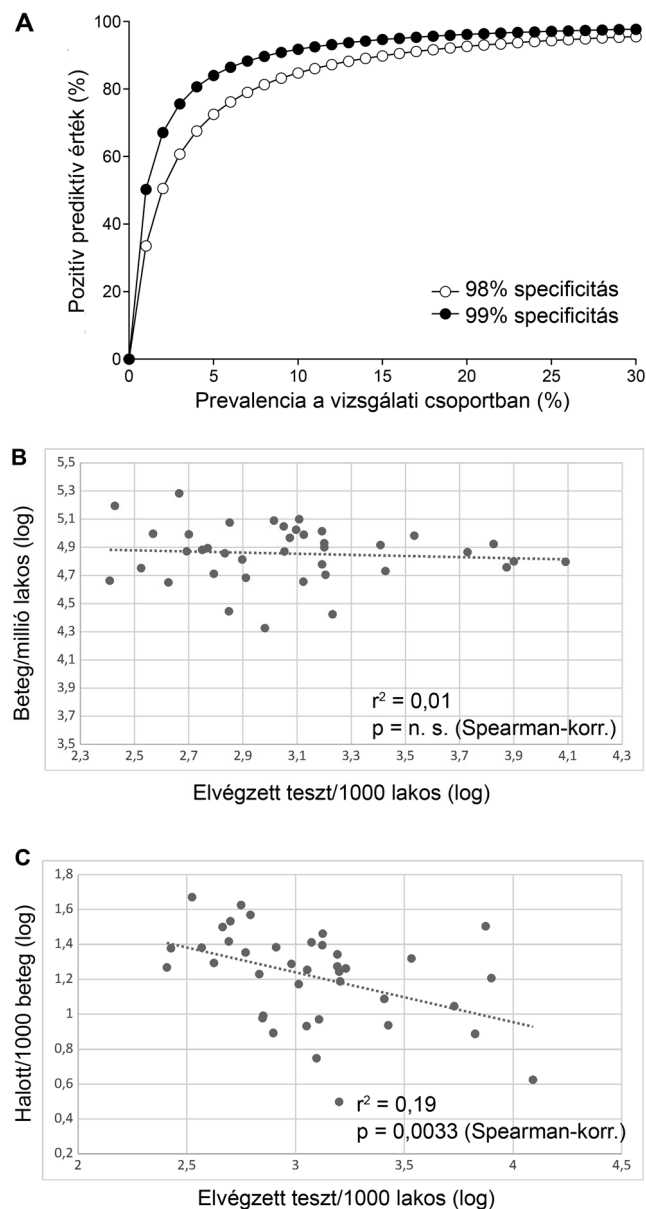 A
Pozitív prediktív érték (%)
100
80
60
40
20
0
98% specificitás
99% specificitás
0 5 10 15 20 25 30
Prevalencia a vizsgálati csoportban (%)
B
Beteg/millió lakos (log)
5,5
5,3
5,1
4,9
4,7
4,5
4,3
4,1
3,9
3,7
3,5
r² = 0,01
p = n. s. (Spearman-korr.)
2,3 2,5 2,7 2,9 3,1 3,3 3,5 3,7 3,9 4,1 4,3
Elvégzett teszt/1000 lakos (log)
C
Halott/1000 beteg (log)
1,8
1,6
1,4
1,2
1
0,8
0,6
0,4
0,2
r² = 0,19
p = 0,0033 (Spearman-korr.)
2 2,5 3 3,5 4 4,5
Elvégzett teszt/1000 lakos (log)